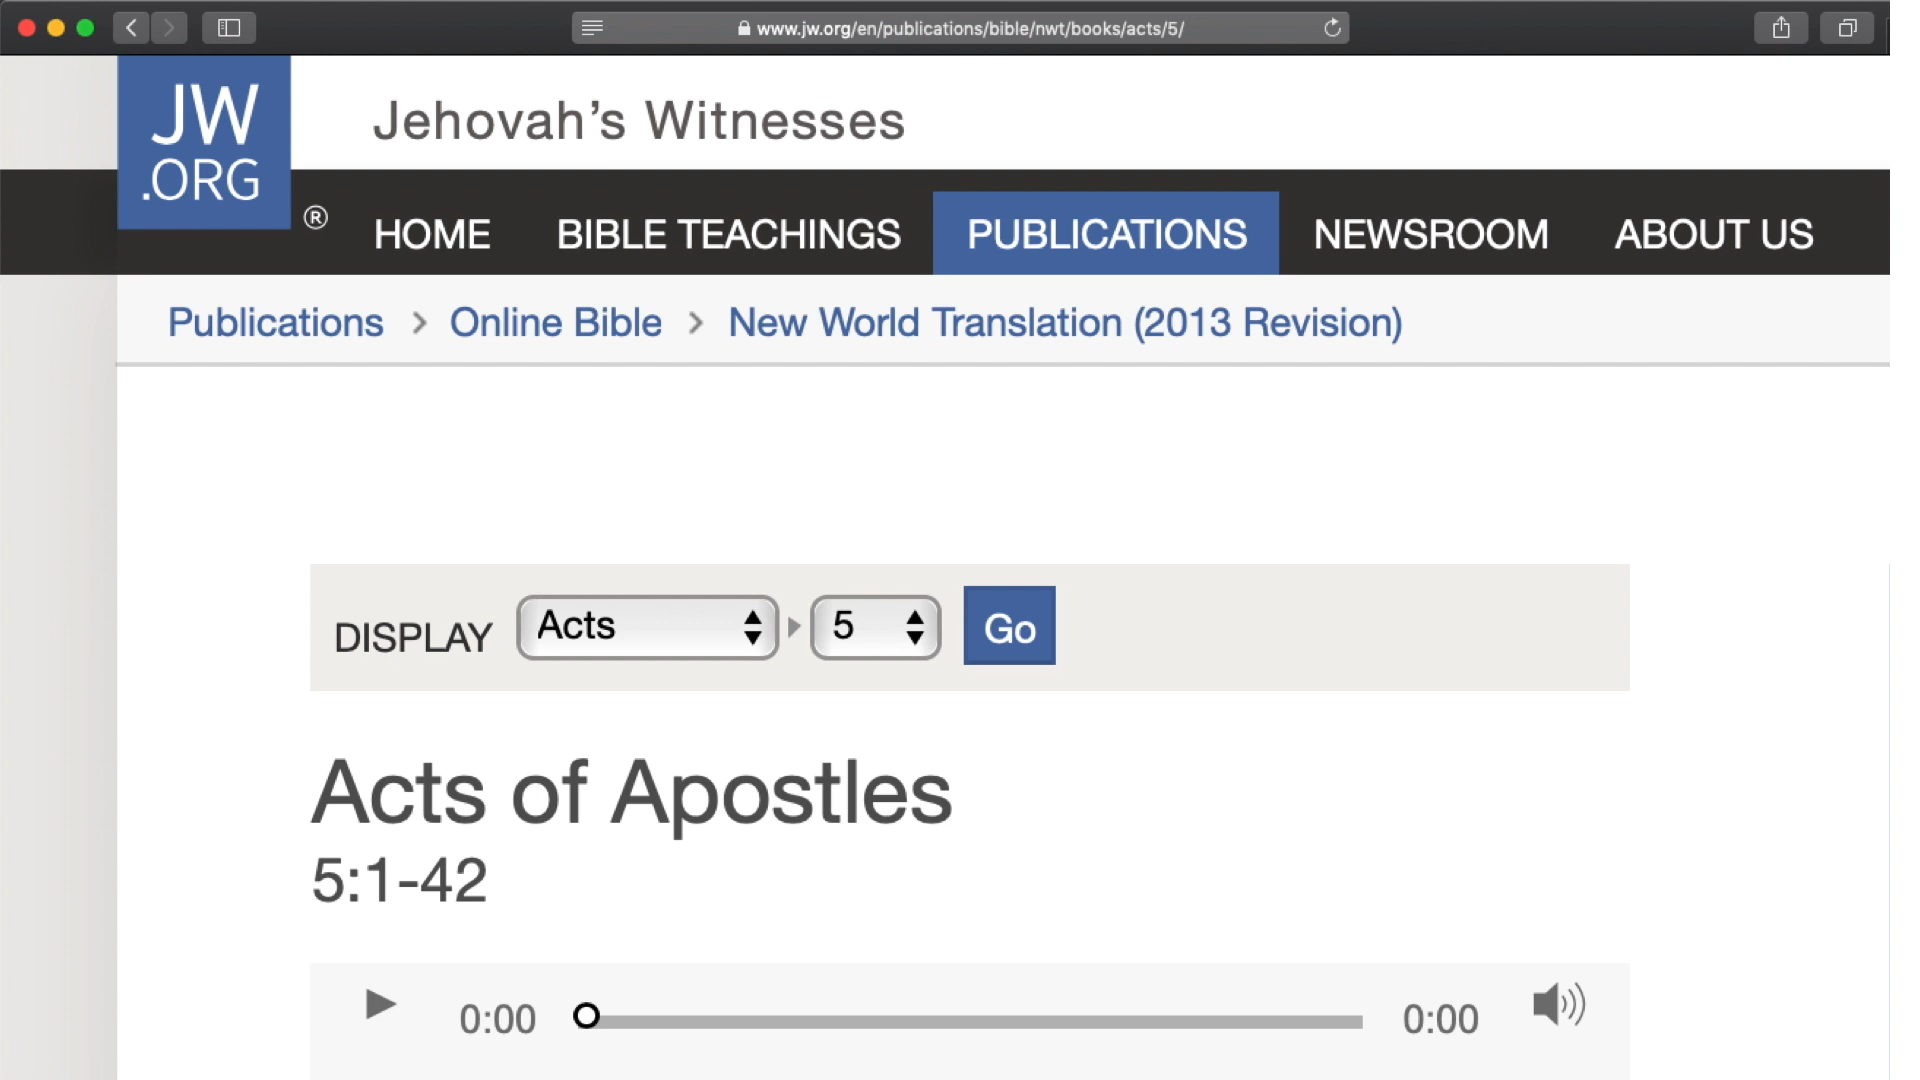 www.jw.org/en/publications/bible/nwt/books/acts/5/
JW
.ORG
®
Jehovah’s Witnesses
HOME BIBLE TEACHINGS PUBLICATIONS NEWSROOM ABOUT US
Publications > Online Bible > New World Translation (2013 Revision)
DISPLAY Acts 5 Go
Acts of Apostles
5:1-42
0:00 0:00